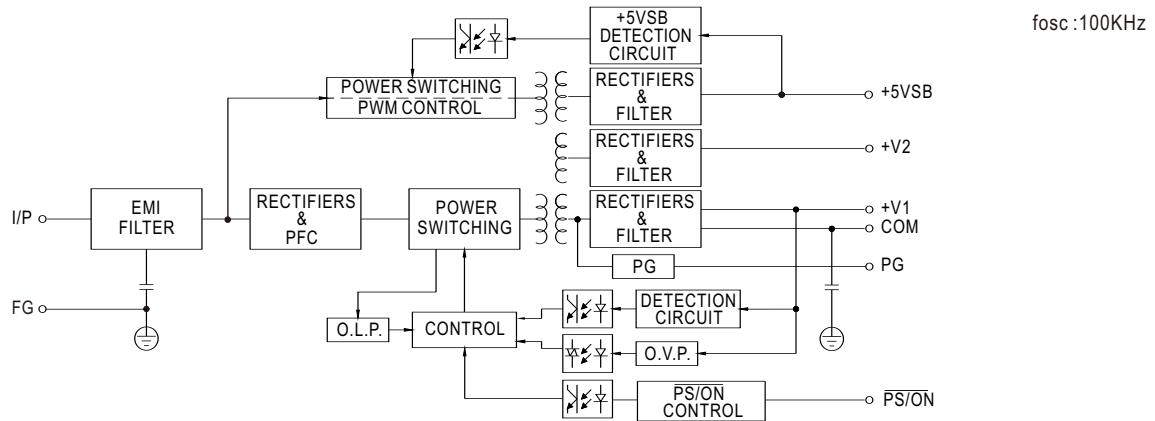 fosc :100KHz
+5VSB
DETECTION
CIRCUIT
POWER SWITCHING
PWM CONTROL
RECTIFIERS
&
FILTER
+5VSB
RECTIFIERS
&
FILTER
+V2
I/P
EMI
FILTER
RECTIFIERS
&
PFC
POWER
SWITCHING
RECTIFIERS
&
FILTER
+V1
COM
PG
PG
FG
O.L.P.
CONTROL
DETECTION
CIRCUIT
O.V.P.
PS/ON
CONTROL
PS/ON